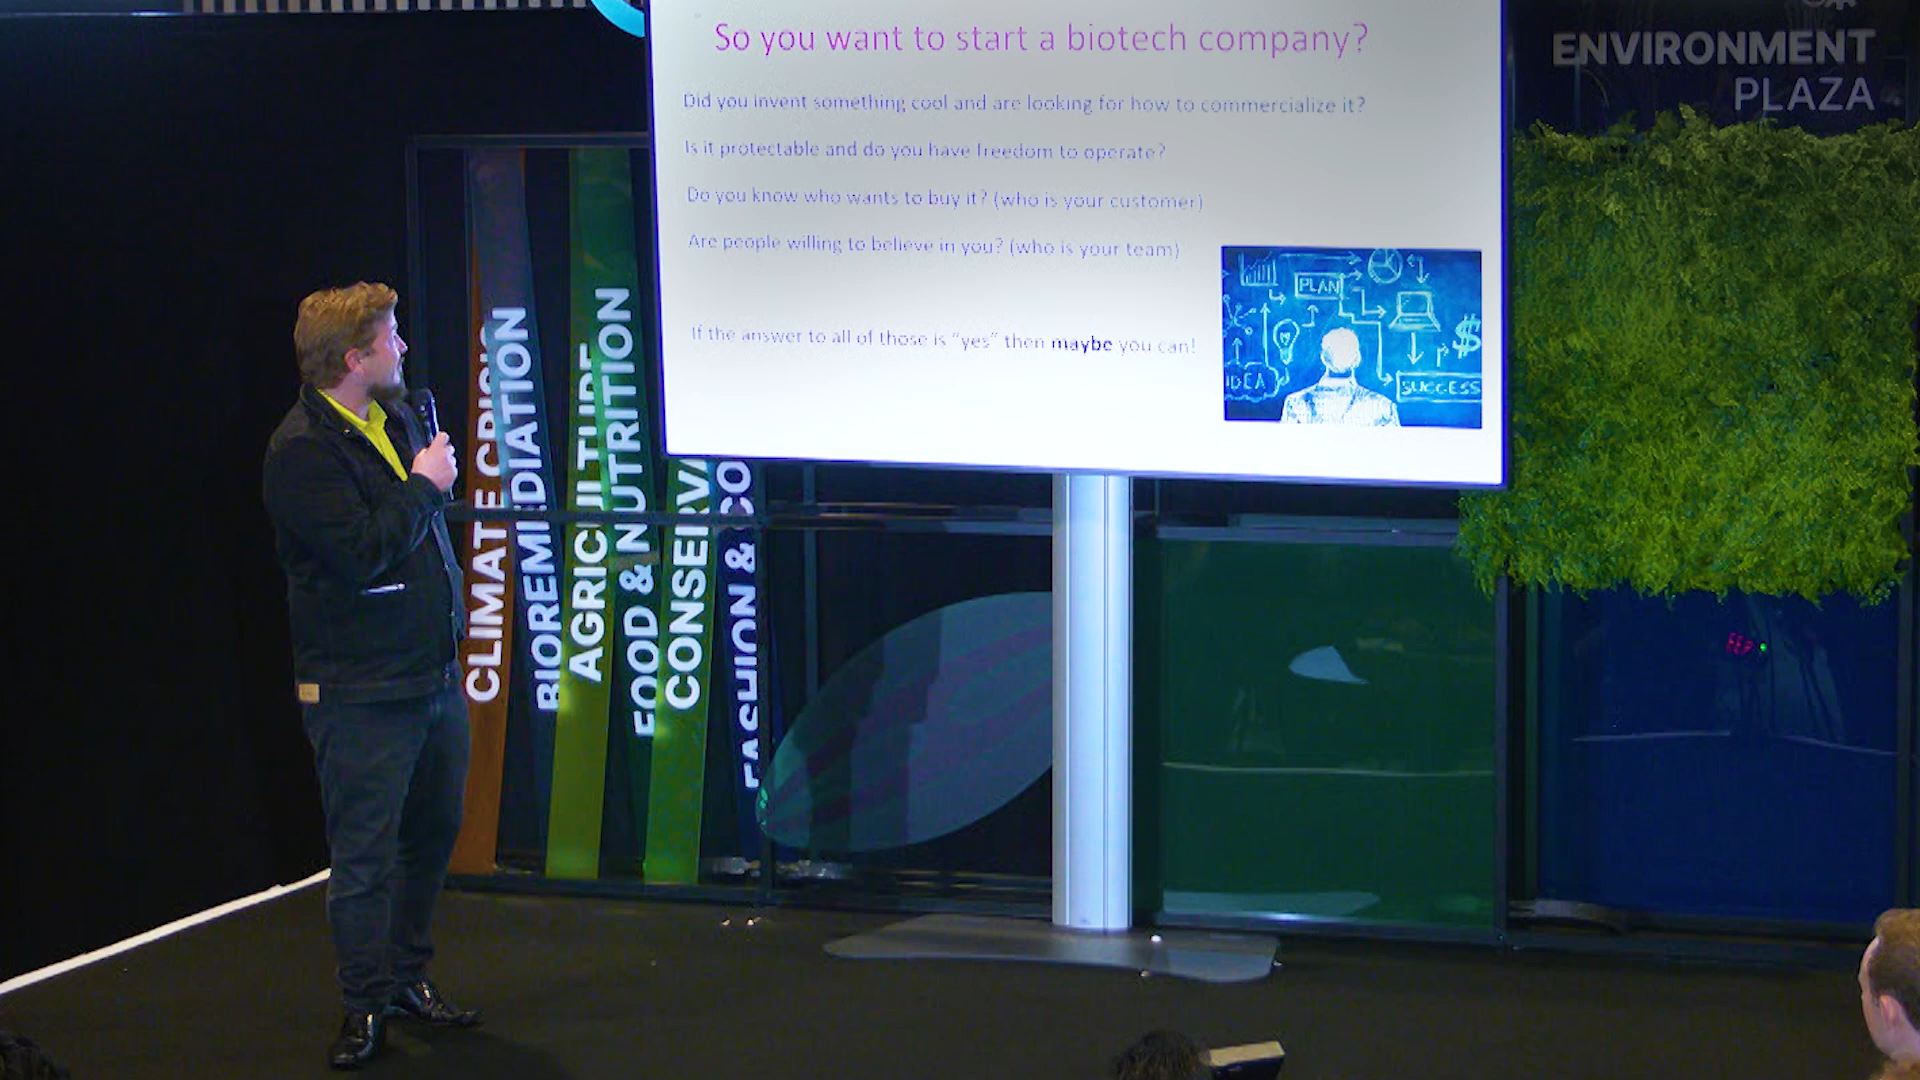 So you want to start a biotech company?
Did you invent something cool and are looking for how to commercialize it?
Is it protectable and do you have freedom to operate?
Do you know who wants to buy it? (who is your customer)
Are people willing to believe in you? (who is your team)
If the answer to all of those is "yes" then maybe you can!
PLAN
IDEA
$
SUCCESS
ENVIRONMENT
PLAZA
CLIMATE CRISIS
BIOREMEDIATION
AGRICULTURE
FOOD & NUTRITION
CONSERVA
FASHION & CO